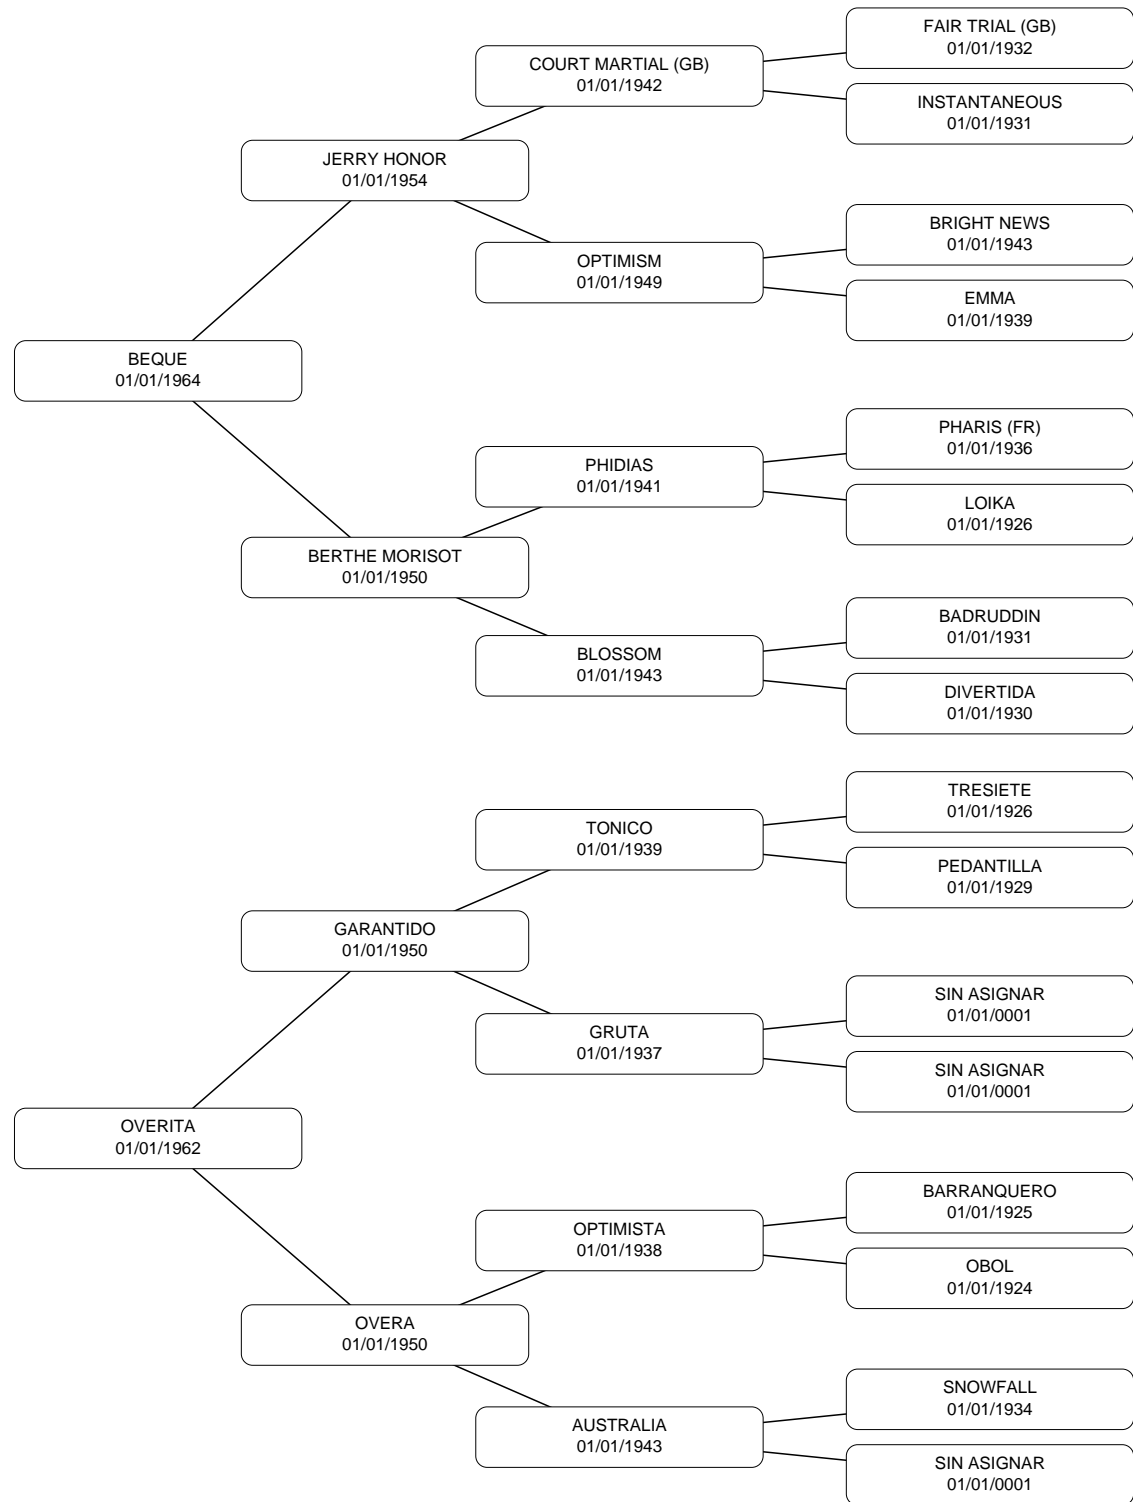 FAIR TRIAL (GB)
01/01/1932
COURT MARTIAL (GB)
01/01/1942
INSTANTANEOUS
01/01/1931
JERRY HONOR
01/01/1954
BRIGHT NEWS
01/01/1943
OPTIMISM
01/01/1949
EMMA
01/01/1939
BEQUE
01/01/1964
PHARIS (FR)
01/01/1936
PHIDIAS
01/01/1941
LOIKA
01/01/1926
BERTHE MORISOT
01/01/1950
BADRUDDIN
01/01/1931
BLOSSOM
01/01/1943
DIVERTIDA
01/01/1930
TRESIETE
01/01/1926
TONICO
01/01/1939
PEDANTILLA
01/01/1929
GARANTIDO
01/01/1950
SIN ASIGNAR
01/01/0001
GRUTA
01/01/1937
SIN ASIGNAR
01/01/0001
OVERITA
01/01/1962
BARRANQUERO
01/01/1925
OPTIMISTA
01/01/1938
OBOL
01/01/1924
OVERA
01/01/1950
SNOWFALL
01/01/1934
AUSTRALIA
01/01/1943
SIN ASIGNAR
01/01/0001